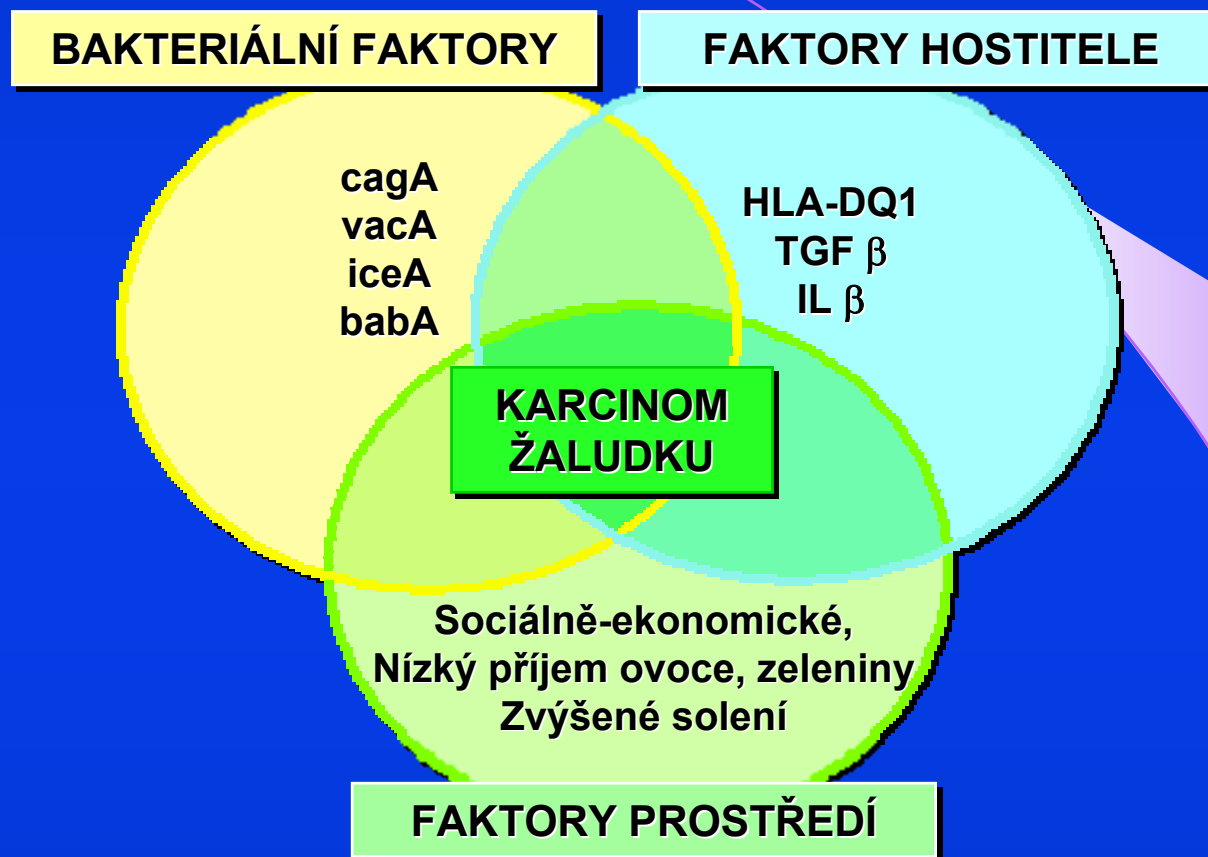 BAKTERIÁLNÍ FAKTORY
FAKTORY HOSTITELE
cagA
vacA
iceA
babA
HLA-DQ1
TGF β
IL β
KARCINOM
ŽALUDKU
Sociálně-ekonomické,
Nízký příjem ovoce, zeleniny
Zvýšené solení
FAKTORY PROSTŘEDÍ